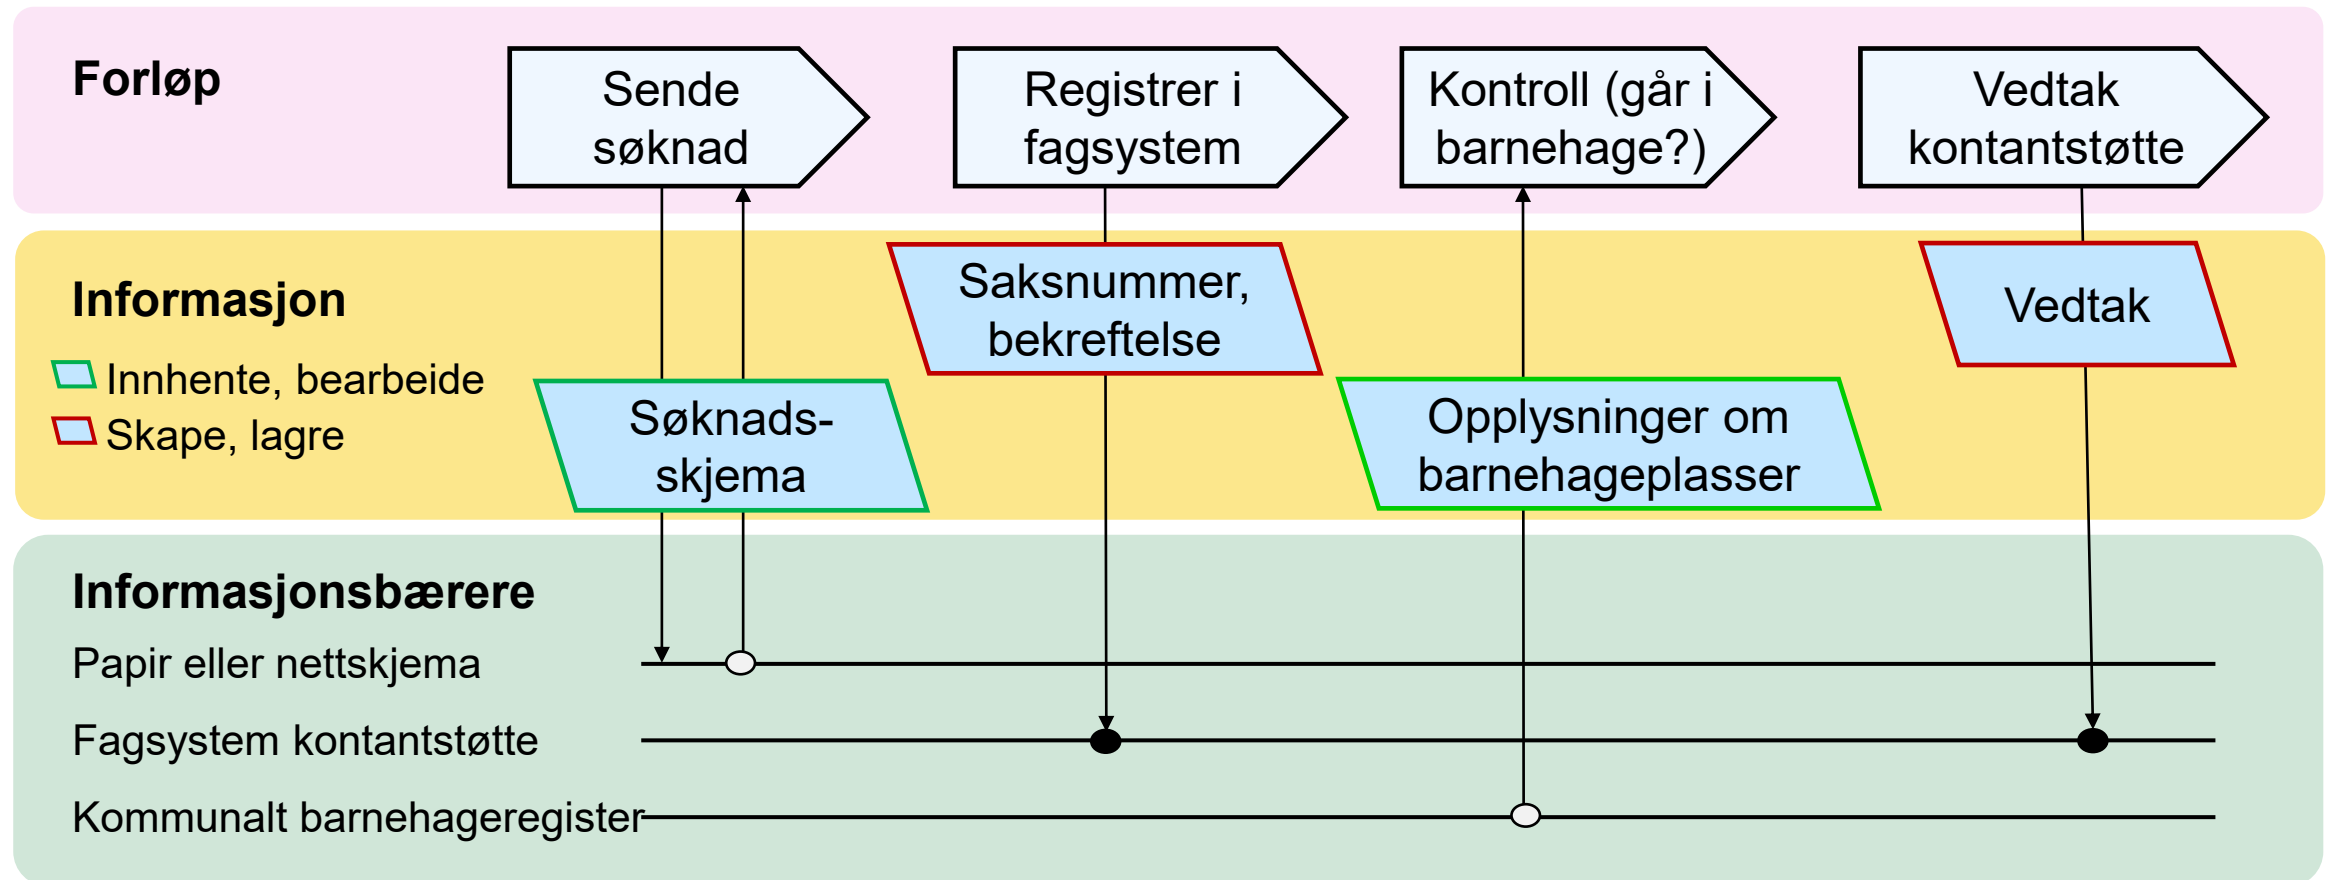 Forløp
Sende
søknad
Registrer i
fagsystem
Kontroll (går i
barnehage?)
Vedtak
kontantstøtte
Informasjon
Innhente, bearbeide
Skape, lagre
Søknads-
skjema
Saksnummer,
bekreftelse
Opplysninger om
barnehageplasser
Vedtak
Informasjonsbærere
Papir eller nettskjema
Fagsystem kontantstøtte
Kommunalt barnehageregister